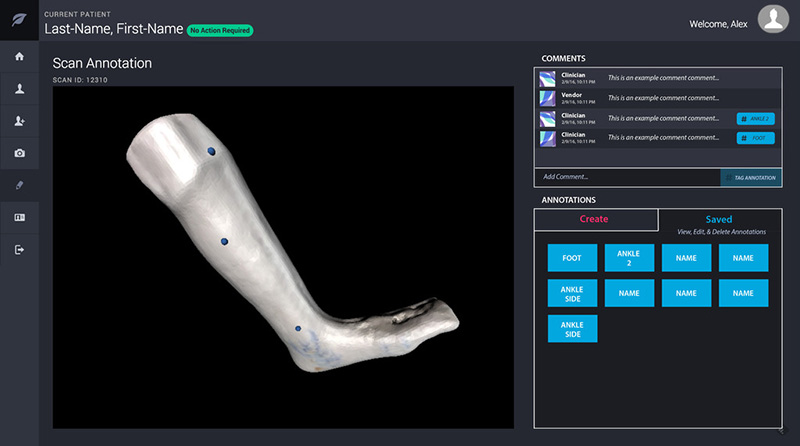 CURRENT PATIENT
Last-Name, First-Name No Action Required
Welcome, Alex
Scan Annotation
SCAN ID: 12310
COMMENTS
Clinician
2/9/16, 10:11 PM
This is an example comment comment...
Vendor
2/9/16, 10:11 PM
This is an example comment comment...
Clinician
2/9/16, 10:11 PM
This is an example comment comment...
# ANKLE 2
Clinician
2/9/16, 10:11 PM
This is an example comment comment...
# FOOT
Add Comment...
TAG ANNOTATION
ANNOTATIONS
Create
Saved
View, Edit, & Delete Annotations
FOOT
ANKLE
2
NAME
NAME
ANKLE
SIDE
NAME
NAME
NAME
ANKLE
SIDE